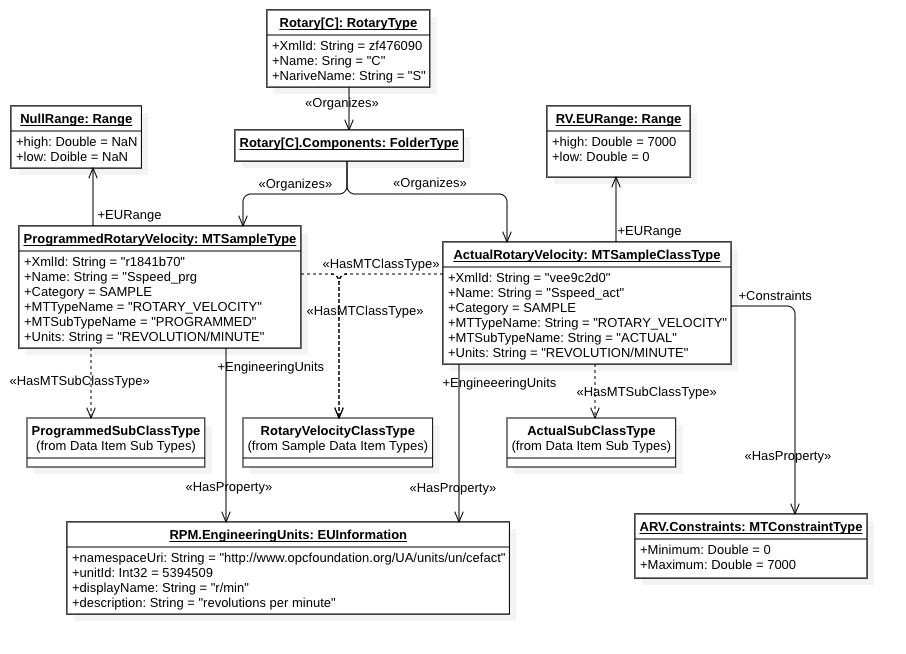 Rotary[C]: RotaryType
+XmlId: String = zf476090
+Name: Sring = "C"
+NariveName: String = "S"
«Organizes»
NullRange: Range
+high: Double = NaN
+low: Doible = NaN
Rotary[C].Components: FolderType
RV.EURange: Range
+high: Double = 7000
+low: Double = 0
«Organizes»
«Organizes»
+EURange
+EURange
ProgrammedRotaryVelocity: MTSampleType
+XmlId: String = "r1841b70"
+Name: String = "Sspeed_prg
+Category = SAMPLE
+MTTypeName = "ROTARY_VELOCITY"
+MTSubTypeName = "PROGRAMMED"
+Units: String = "REVOLUTION/MINUTE"
«HasMTClassType»
«HasMTClassType»
ActualRotaryVelocity: MTSampleClassType
+XmlId: String = "vee9c2d0"
+Name: String = "Sspeed_act"
+Category = SAMPLE
+MTTypeName: String = "ROTARY_VELOCITY"
+MTSubTypeName: String = "ACTUAL"
+Units: String = "REVOLUTION/MINUTE"
+Constraints
+EngineeringUnits
«HasMTSubClassType»
+EngineeeringUnits
«HasMTSubClassType»
ProgrammedSubClassType
(from Data Item Sub Types)
RotaryVelocityClassType
(from Sample Data Item Types)
ActualSubClassType
(from Data Item Sub Types)
«HasProperty»
«HasProperty»
«HasProperty»
RPM.EngineeringUnits: EUInformation
+namespaceUri: String = "http://www.opcfoundation.org/UA/units/un/cefact"
+unitId: Int32 = 5394509
+displayName: String = "r/min"
+description: String = "revolutions per minute"
ARV.Constraints: MTConstraintType
+Minimum: Double = 0
+Maximum: Double = 7000